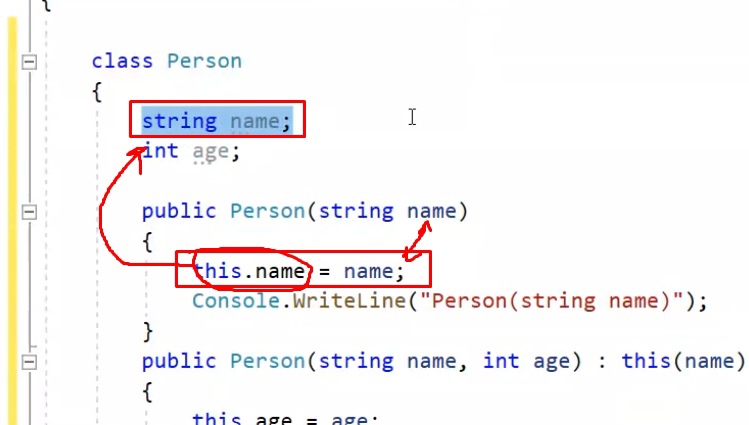 {
class Person
{
string name;
int age;
public Person(string name)
{
this.name = name;
Console.WriteLine("Person(string name)");
}
public Person(string name, int age) : this(name)
{
this.age = age;